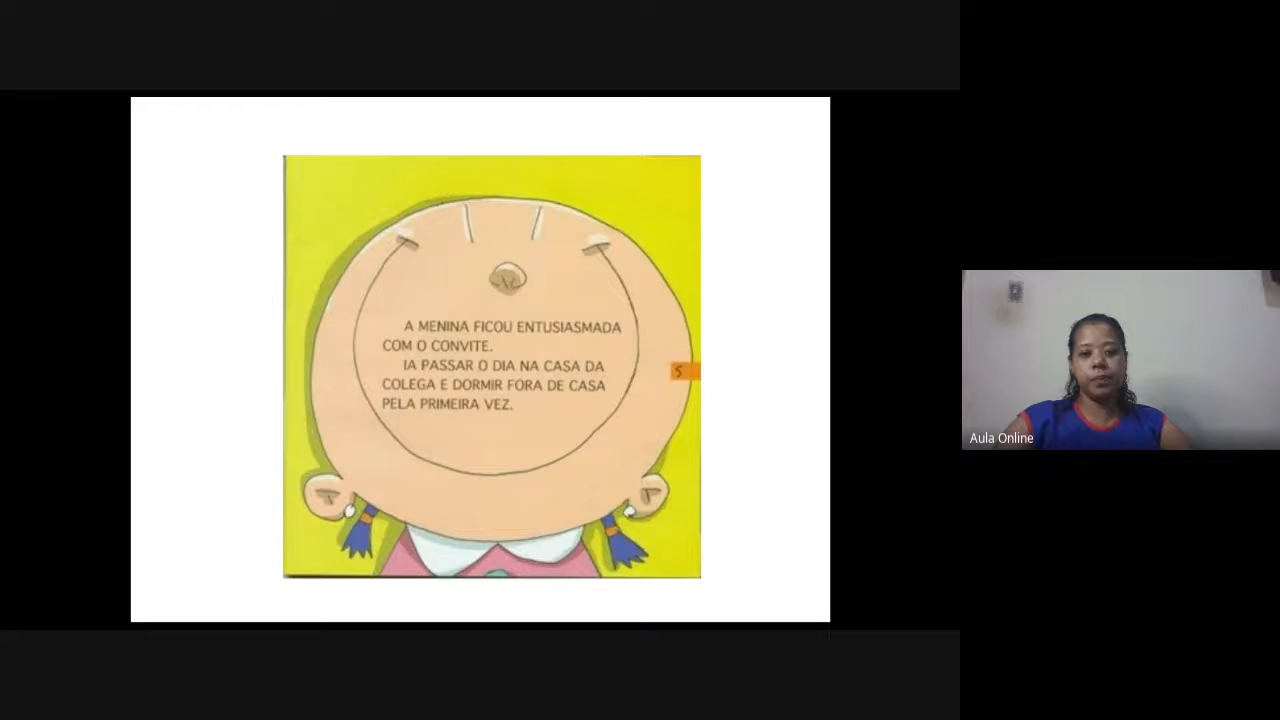 A MENINA FICOU ENTUSIASMADA
COM O CONVITE.
IA PASSAR O DIA NA CASA DA
COLEGA E DORMIR FORA DE CASA
PELA PRIMEIRA VEZ.
5
Aula Online